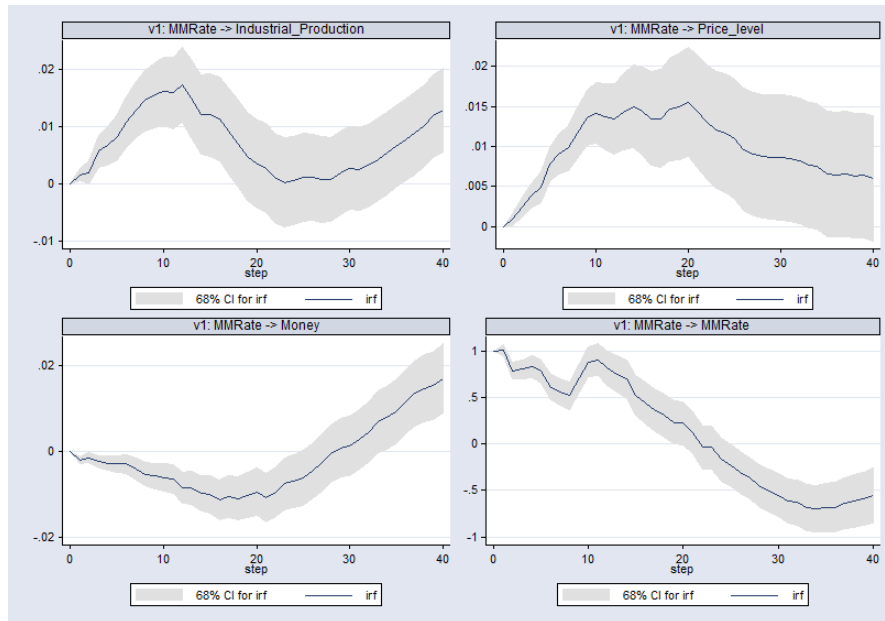 v1: MMRate -> Industrial_Production
.02
.01
0
-.01
0 10 20 30 40
step
68% CI for irf irf
v1: MMRate -> Price_level
.02
.015
.01
.005
0
0 10 20 30 40
step
68% CI for irf irf
v1: MMRate -> Money
.02
0
-.02
0 10 20 30 40
step
68% CI for irf irf
v1: MMRate -> MMRate
1
.5
0
-.5
-1
0 10 20 30 40
step
68% CI for irf irf